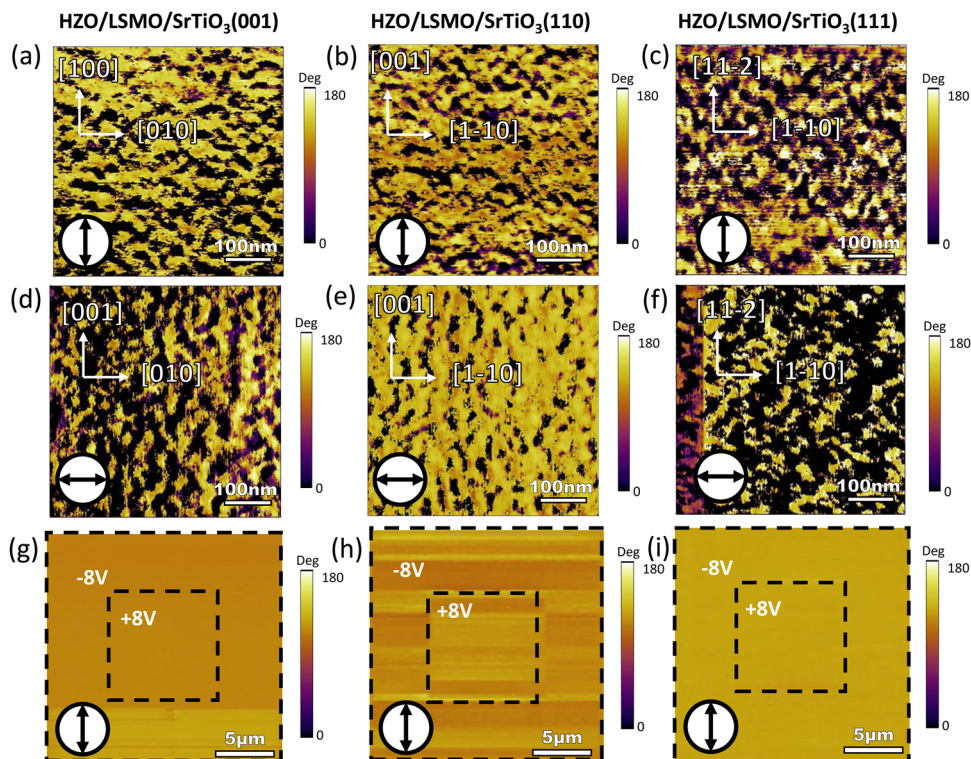 HZO/LSMO/SrTiO₃(001)
HZO/LSMO/SrTiO₃(110)
HZO/LSMO/SrTiO₃(111)
(a)
[100]
[010]
100nm
Deg
180
0
(b)
[001]
[1-10]
100nm
Deg
180
0
(c)
[11-2]
[1-10]
100nm
Deg
180
0
(d)
[001]
[010]
100nm
Deg
180
0
(e)
[001]
[1-10]
100nm
Deg
180
0
(f)
[11-2]
[1-10]
100nm
Deg
180
0
(g)
-8V
+8V
5μm
Deg
180
0
(h)
-8V
+8V
5μm
Deg
180
0
(i)
-8V
+8V
5μm
Deg
180
0